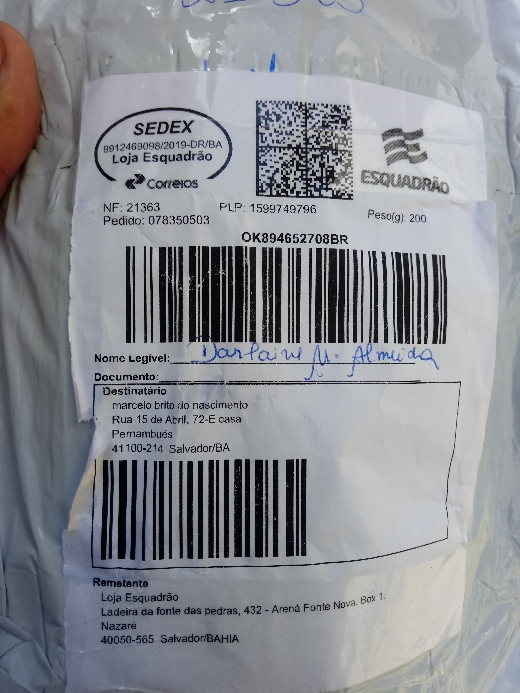 SEDEX
9912469098/2019-DR/BA
Loja Esquadrão
Correios
ESQUADRÃO
NF: 21363 PLP: 1599749796 Peso(g): 200
Pedido: 078350503
OK894652708BR
Nome Legível: Darlaine M. Almeida
Documento:
Destinatário
marcelo brito do nascimento
Rua 15 de Abril, 72-E casa
Pernambués
41100-214 Salvador/BA
Remetente
Loja Esquadrão
Ladeira da fonte das pedras, 432 - Arena Fonte Nova, Box 1.
Nazaré
40050-565 Salvador/BAHIA